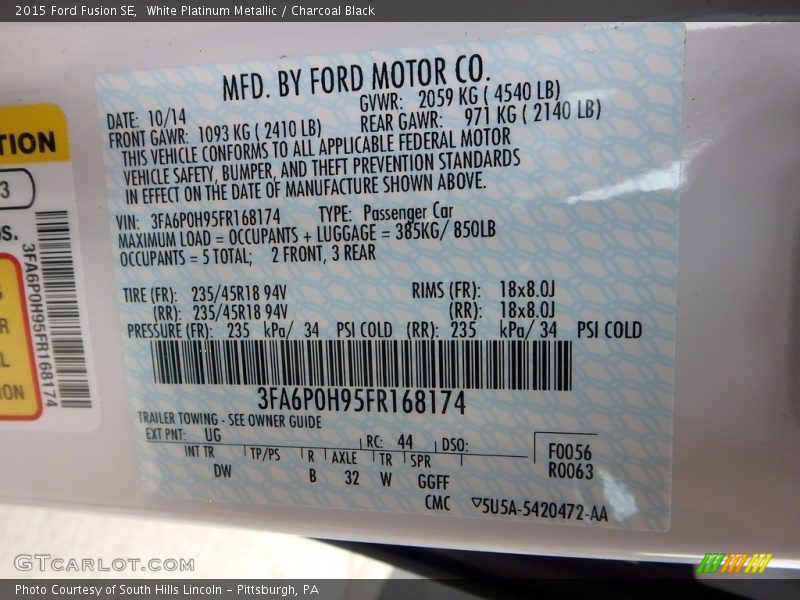 2015 Ford Fusion SE, White Platinum Metallic / Charcoal Black
MFD. BY FORD MOTOR CO.
DATE: 10/14 GVWR: 2059 KG ( 4540 LB)
FRONT GAWR: 1093 KG ( 2410 LB) REAR GAWR: 971 KG ( 2140 LB)
THIS VEHICLE CONFORMS TO ALL APPLICABLE FEDERAL MOTOR
VEHICLE SAFETY, BUMPER, AND THEFT PREVENTION STANDARDS
IN EFFECT ON THE DATE OF MANUFACTURE SHOWN ABOVE.
VIN: 3FA6P0H95FR168174 TYPE: Passenger Car
MAXIMUM LOAD = OCCUPANTS + LUGGAGE = 385KG/ 850LB
OCCUPANTS = 5 TOTAL; 2 FRONT, 3 REAR
TIRE (FR): 235/45R18 94V RIMS (FR): 18x8.0J
(RR): 235/45R18 94V (RR): 18x8.0J
PRESSURE (FR): 235 kPa/ 34 PSI COLD (RR): 235 kPa/ 34 PSI COLD
3FA6P0H95FR168174
TRAILER TOWING - SEE OWNER GUIDE
EXT PNT: UG RC: 44 DSO:
INT TR TP/PS R AXLE TR SPR F0056
DW B 32 W GGFF R0063
CMC ▽5U5A-5420472-AA
TION
3
S.
3FA6P0H95FR168174
S
R
L
ION
GTCARLOT.COM
Photo Courtesy of South Hills Lincoln – Pittsburgh, PA